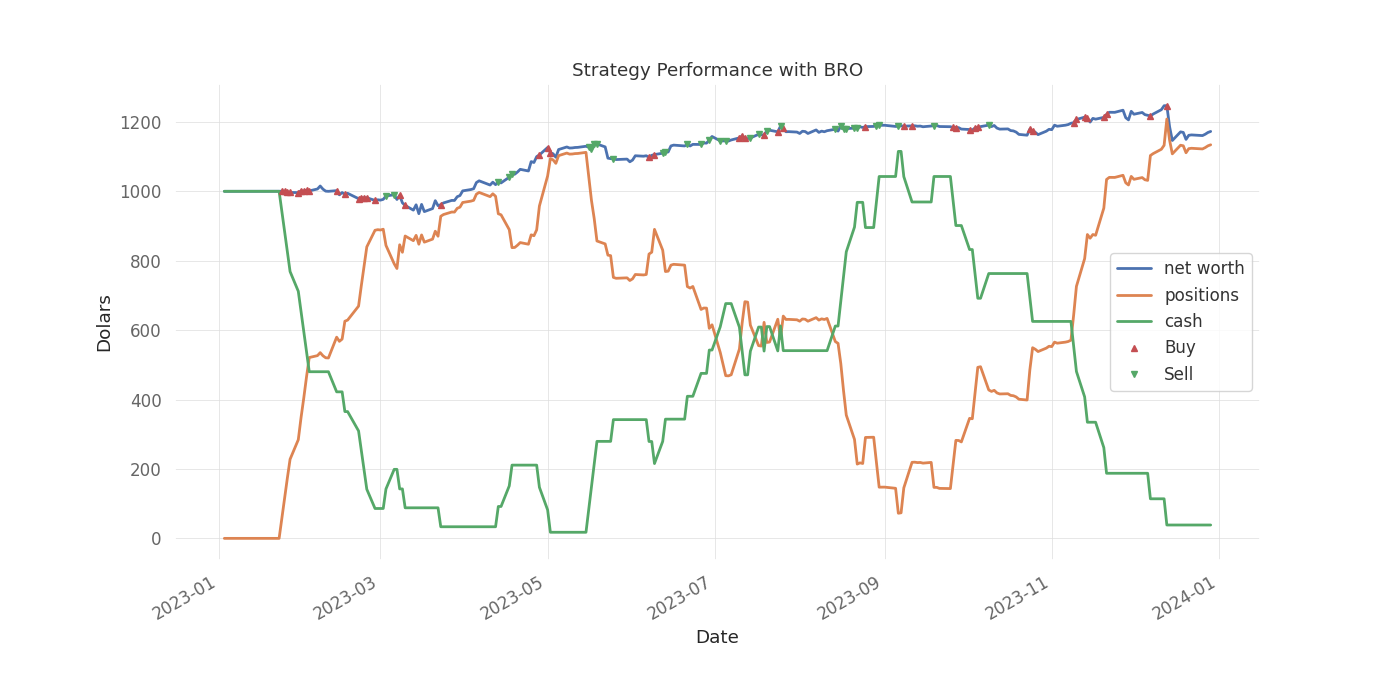 Strategy Performance with BRO
Dolars
1200
1000
800
600
400
200
0
net worth
positions
cash
Buy
Sell
2023-01
2023-03
2023-05
2023-07
2023-09
2023-11
2024-01
Date